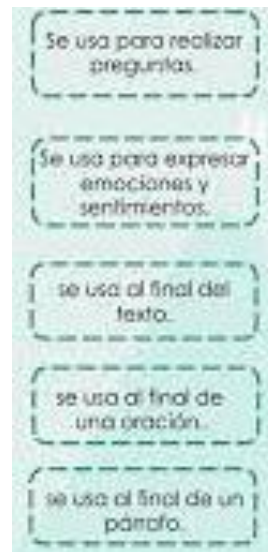 Se usa para realizar
preguntas.
Se usa para expresar
emociones y
sentimientos.
se usa al final del
texto.
se usa al final de
una oración.
se usa al final de un
párrafo.